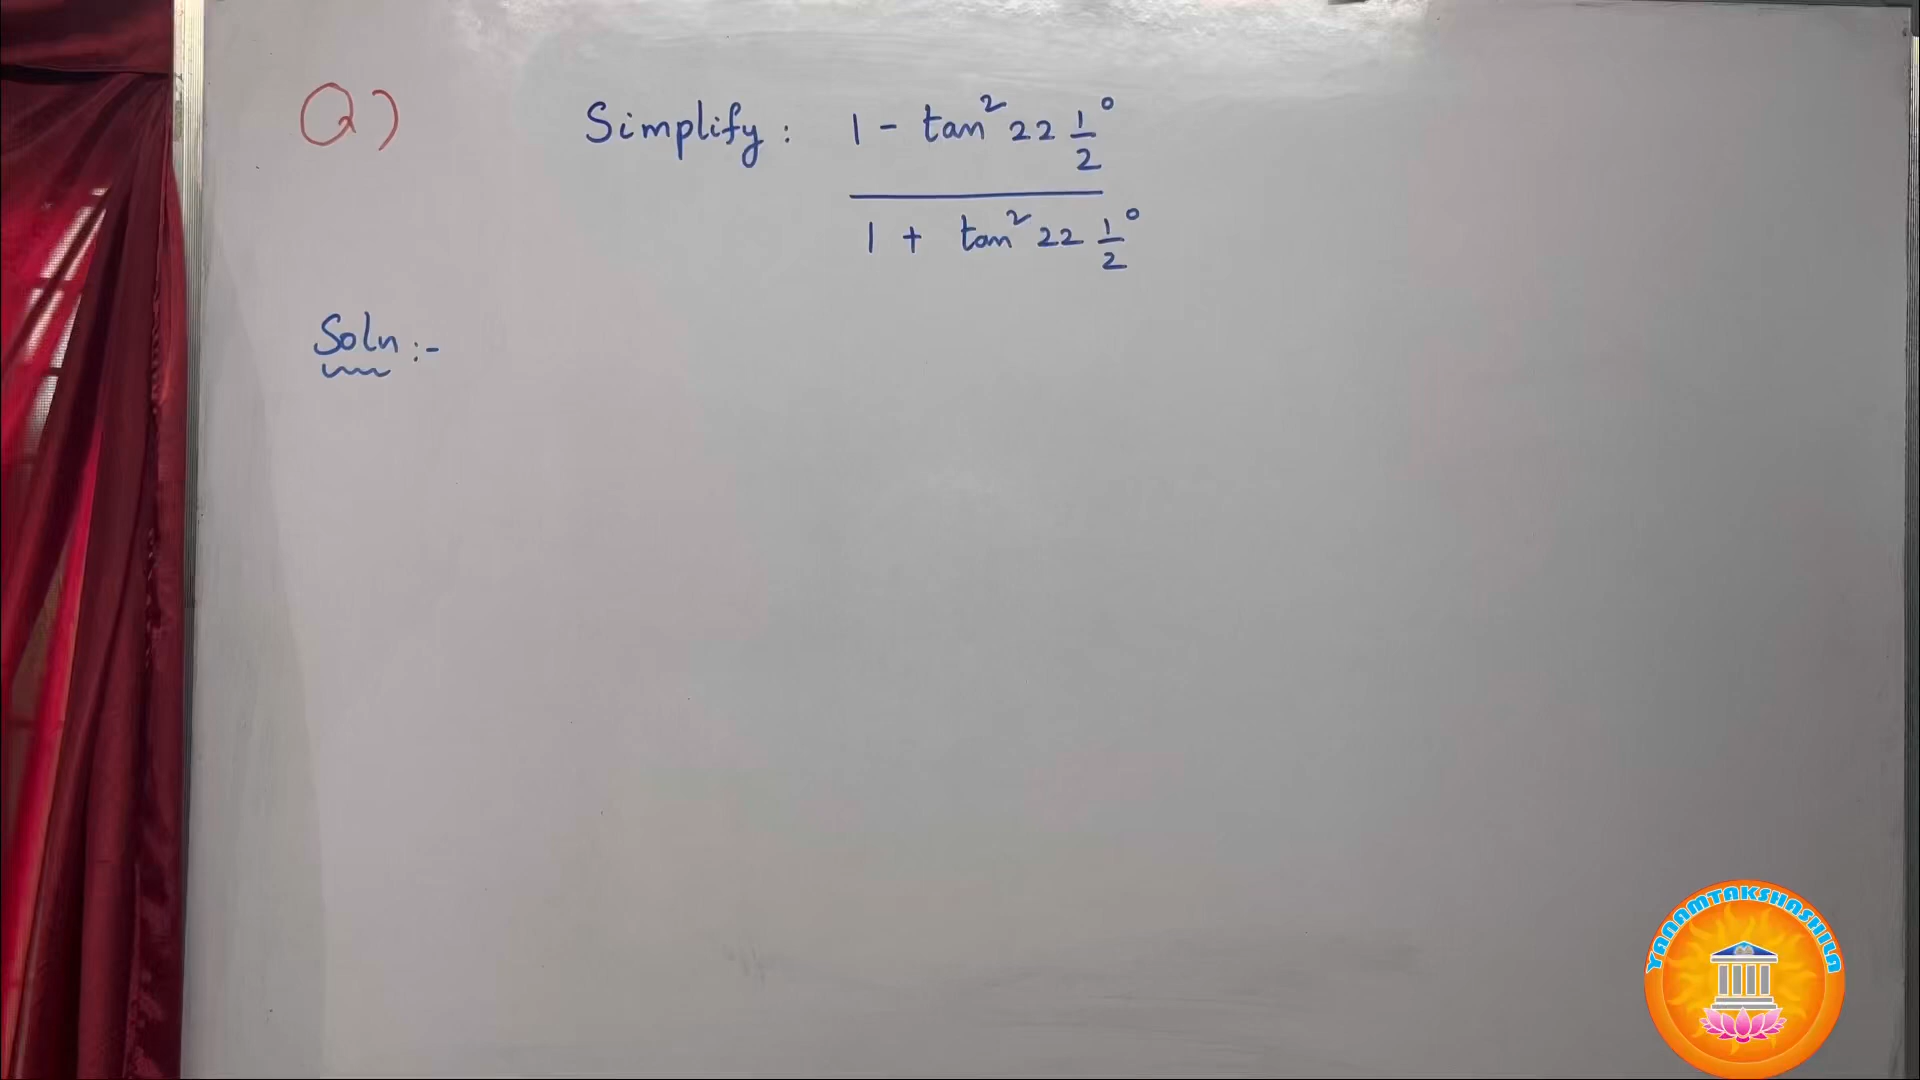 Q) Simplify: 1 - tan² 22 1/2°
1 + tan² 22 1/2°
Soln :-
YANAMTAKSHASHILA